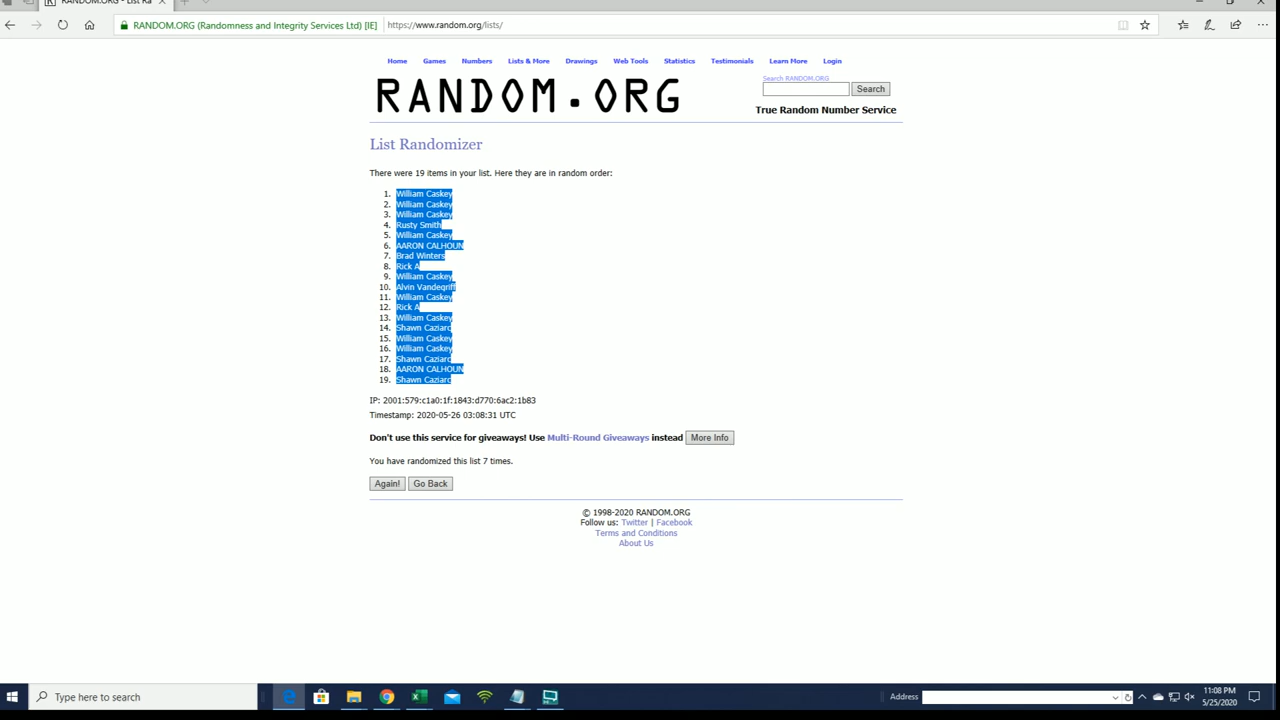 RANDOM.ORG - List Ra
RANDOM.ORG (Randomness and Integrity Services Ltd) [IE]
https://www.random.org/lists/
Home Games Numbers Lists & More Drawings Web Tools Statistics Testimonials Learn More Login
RANDOM.ORG
Search RANDOM.ORG
Search
True Random Number Service
List Randomizer
There were 19 items in your list. Here they are in random order:
1. William Caskey
2. William Caskey
3. William Caskey
4. Rusty Smith
5. William Caskey
6. AARON CALHOUN
7. Brad Winters
8. Rick A
9. William Caskey
10. Alvin Vandegriff
11. William Caskey
12. Rick A
13. William Caskey
14. Shawn Caziarc
15. William Caskey
16. William Caskey
17. Shawn Caziarc
18. AARON CALHOUN
19. Shawn Caziarc
IP: 2001:579:c1a0:1f:1843:d770:6ac2:1b83
Timestamp: 2020-05-26 03:08:31 UTC
Don't use this service for giveaways! Use Multi-Round Giveaways instead More Info
You have randomized this list 7 times.
Again! Go Back
© 1998-2020 RANDOM.ORG
Follow us: Twitter | Facebook
Terms and Conditions
About Us
Type here to search
Address
11:08 PM
5/25/2020